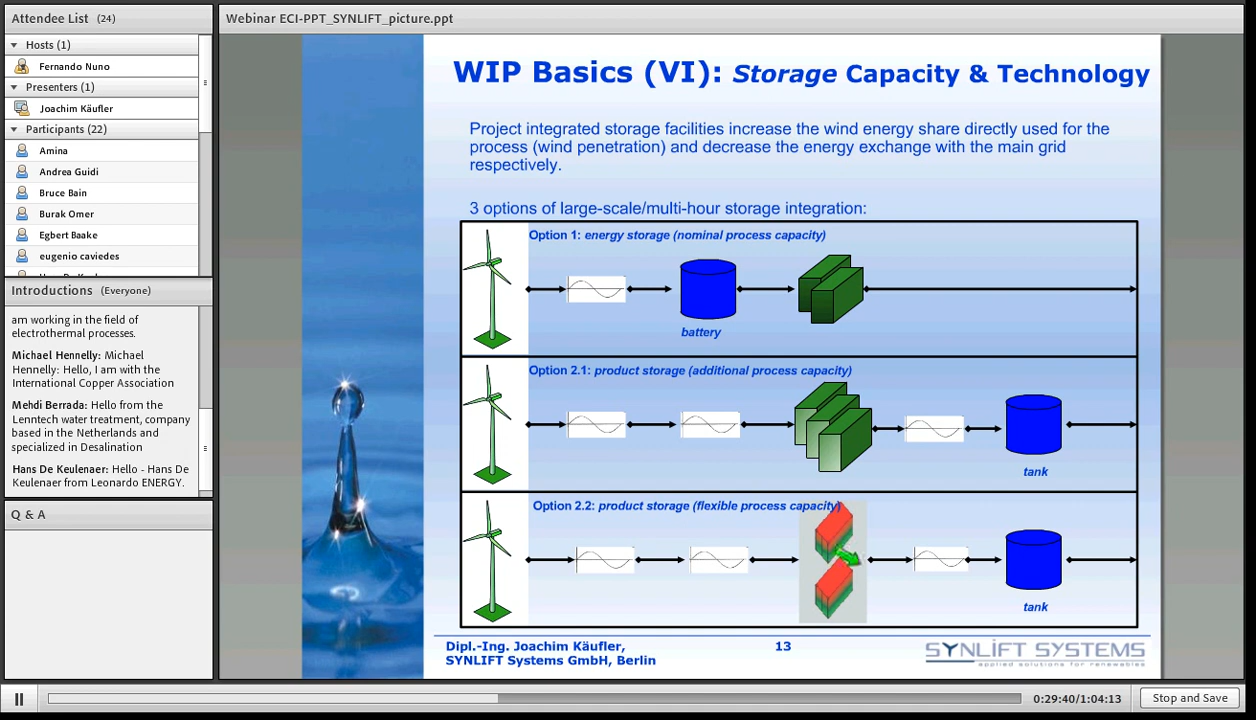 Attendee List (24)
Hosts (1)
Fernando Nuno
Presenters (1)
Joachim Käufler
Participants (22)
Amina
Andrea Guidi
Bruce Bain
Burak Omer
Egbert Baake
eugenio caviedes
Introductions (Everyone)
am working in the field of
electrothermal processes.
Michael Hennelly: Michael
Hennelly: Hello, I am with the
International Copper Association
Mehdi Berrada: Hello from the
Lenntech water treatment, company
based in the Netherlands and
specialized in Desalination
Hans De Keulenaer: Hello - Hans De
Keulenaer from Leonardo ENERGY.
Q & A
Webinar ECI-PPT_SYNLIFT_picture.ppt
WIP Basics (VI): Storage Capacity & Technology
Project integrated storage facilities increase the wind energy share directly used for the
process (wind penetration) and decrease the energy exchange with the main grid
respectively.
3 options of large-scale/multi-hour storage integration:
Option 1: energy storage (nominal process capacity)
battery
Option 2.1: product storage (additional process capacity)
tank
Option 2.2: product storage (flexible process capacity)
tank
Dipl.-Ing. Joachim Käufler,
SYNLIFT Systems GmbH, Berlin
13
SYNLIFT SYSTEMS
applied solutions for renewables
0:29:40/1:04:13
Stop and Save